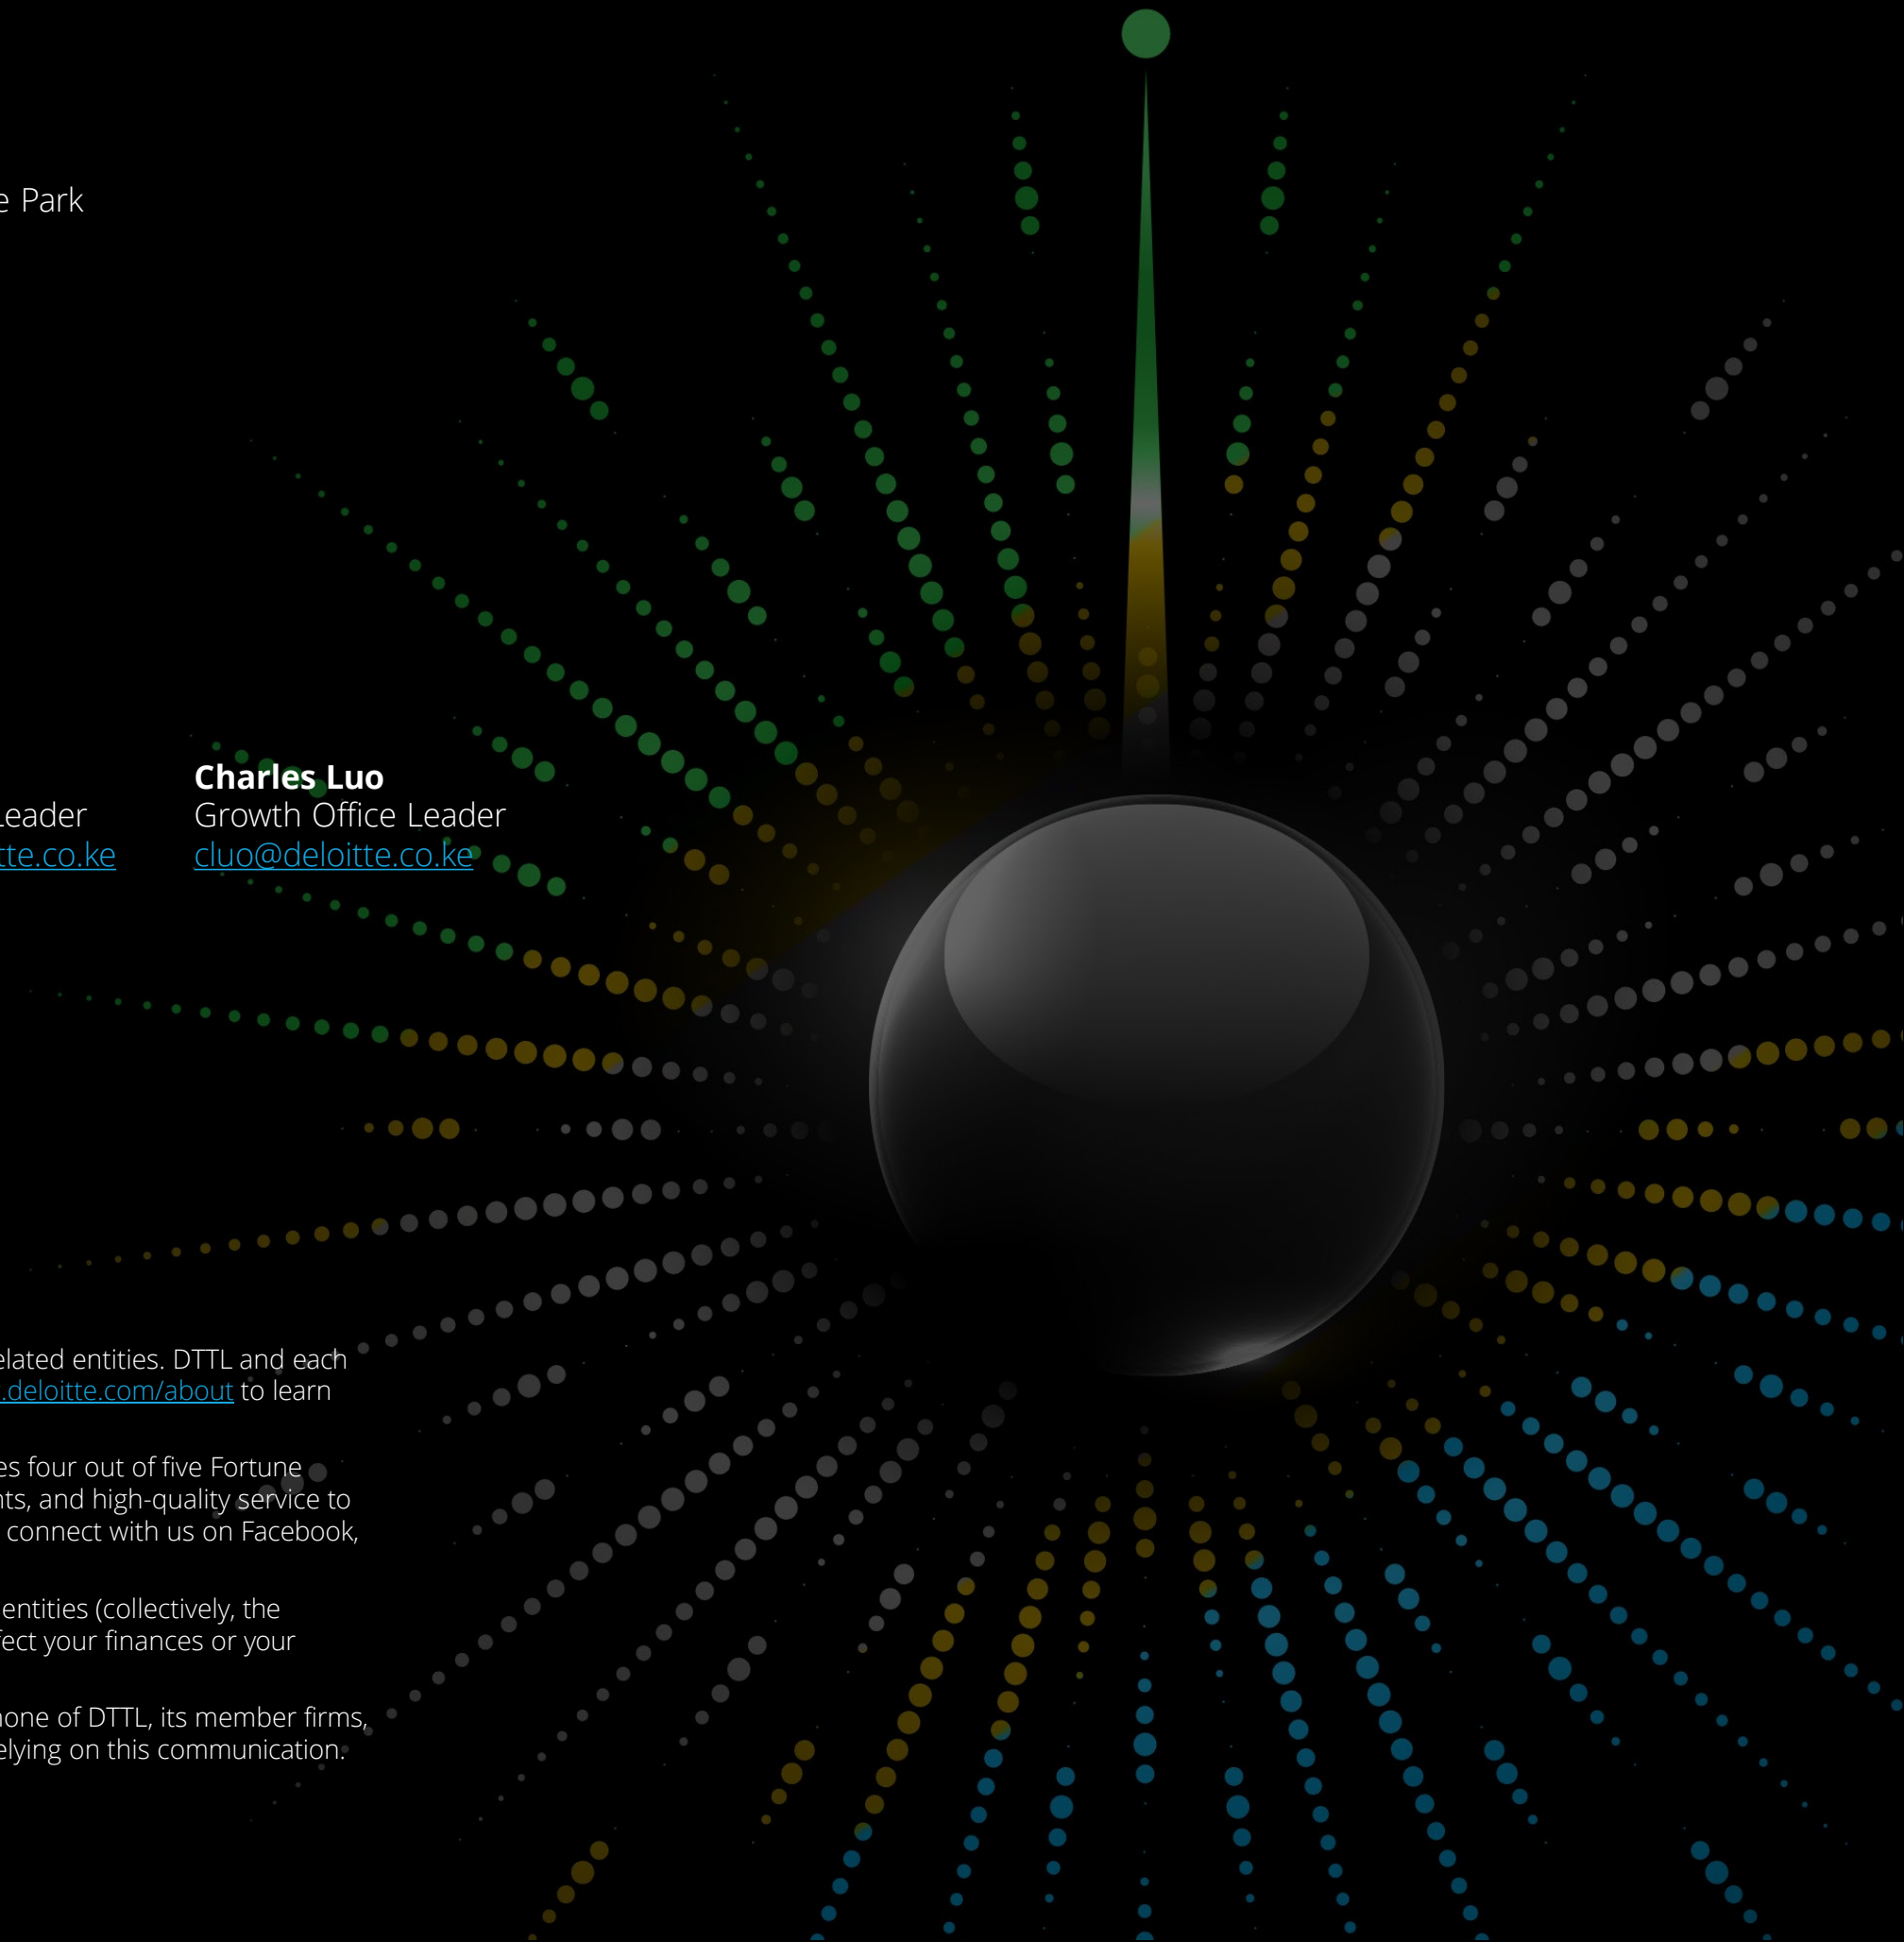 e Park
Charles Luo
Leader
Growth Office Leader
tte.co.ke
cluo@deloitte.co.ke
elated entities. DTTL and each
.deloitte.com/about to learn
es four out of five Fortune
nts, and high-quality service to
connect with us on Facebook,
entities (collectively, the
fect your finances or your
none of DTTL, its member firms,
elying on this communication.